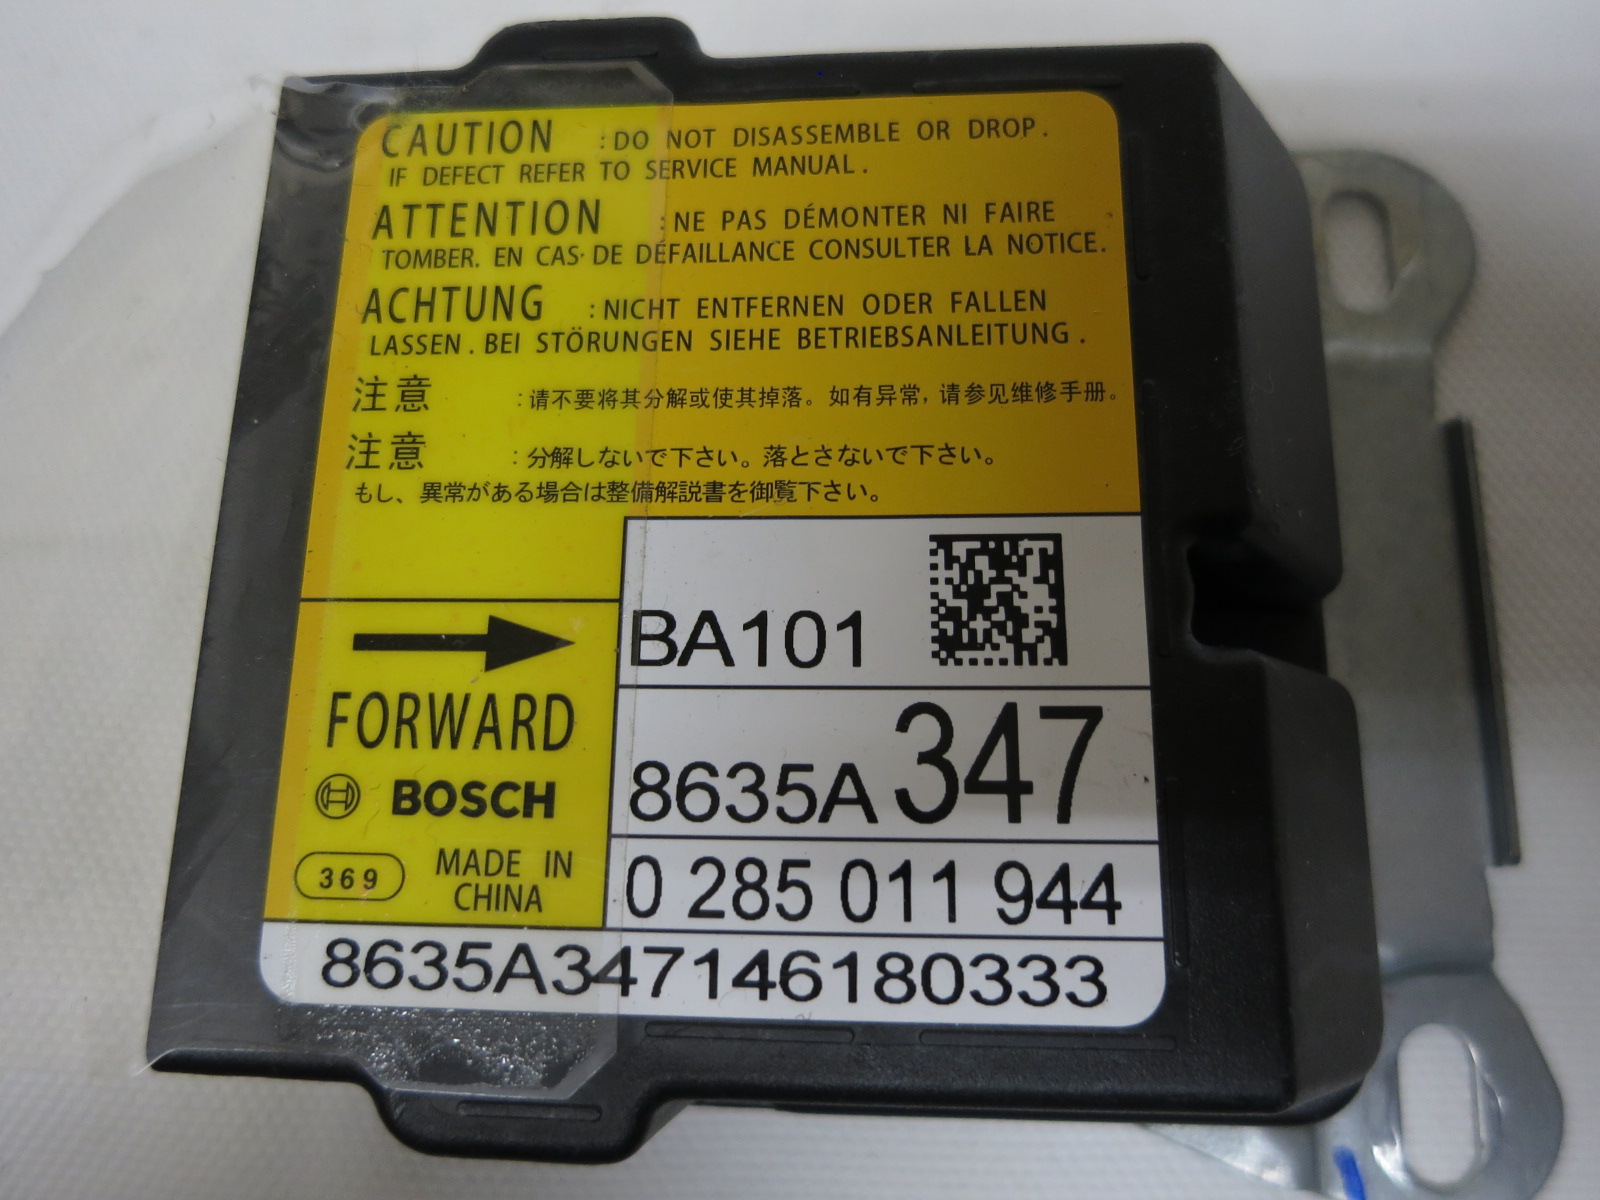 CAUTION :DO NOT DISASSEMBLE OR DROP.
IF DEFECT REFER TO SERVICE MANUAL.
ATTENTION :NE PAS DÉMONTER NI FAIRE
TOMBER. EN CAS DE DÉFAILLANCE CONSULTER LA NOTICE.
ACHTUNG :NICHT ENTFERNEN ODER FALLEN
LASSEN. BEI STÖRUNGEN SIEHE BETRIEBSANLEITUNG.
注意 :请不要将其分解或使其掉落。如有异常,请参见维修手册。
注意 :分解しないで下さい。落とさないで下さい。
もし、異常がある場合は整備解説書を御覧下さい。
BA101
FORWARD
8635A347
BOSCH
369 MADE IN
CHINA
0 285 011 944
8635A347146180333